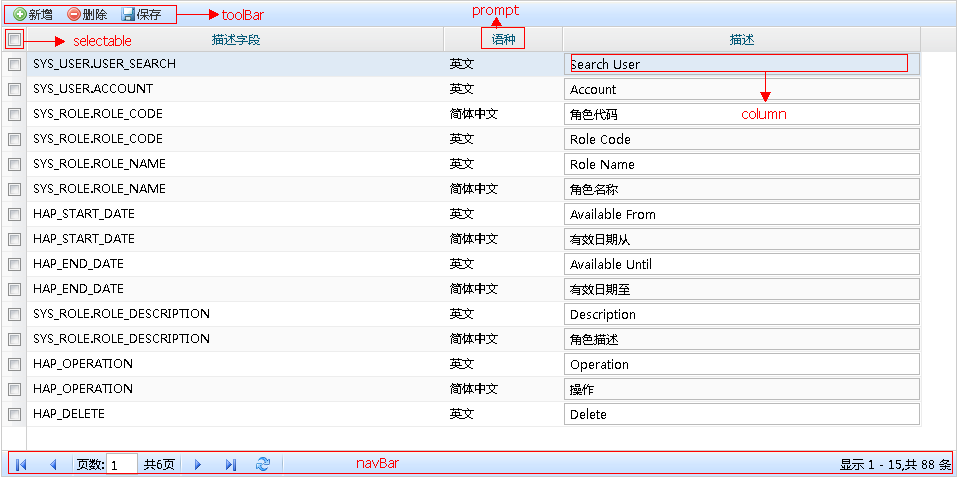 prompt
新增 删除 保存 toolBar
selectable 描述字段 语种 描述
SYS_USER.USER_SEARCH 英文 Search User
SYS_USER.ACCOUNT 英文 Account
SYS_ROLE.ROLE_CODE 简体中文 角色代码 column
SYS_ROLE.ROLE_CODE 英文 Role Code
SYS_ROLE.ROLE_NAME 英文 Role Name
SYS_ROLE.ROLE_NAME 简体中文 角色名称
HAP_START_DATE 英文 Available From
HAP_START_DATE 简体中文 有效日期从
HAP_END_DATE 英文 Available Until
HAP_END_DATE 简体中文 有效日期至
SYS_ROLE.ROLE_DESCRIPTION 英文 Description
SYS_ROLE.ROLE_DESCRIPTION 简体中文 角色描述
HAP_OPERATION 英文 Operation
HAP_OPERATION 简体中文 操作
HAP_DELETE 英文 Delete
页数: 1 共6页 navBar 显示 1 - 15,共 88 条